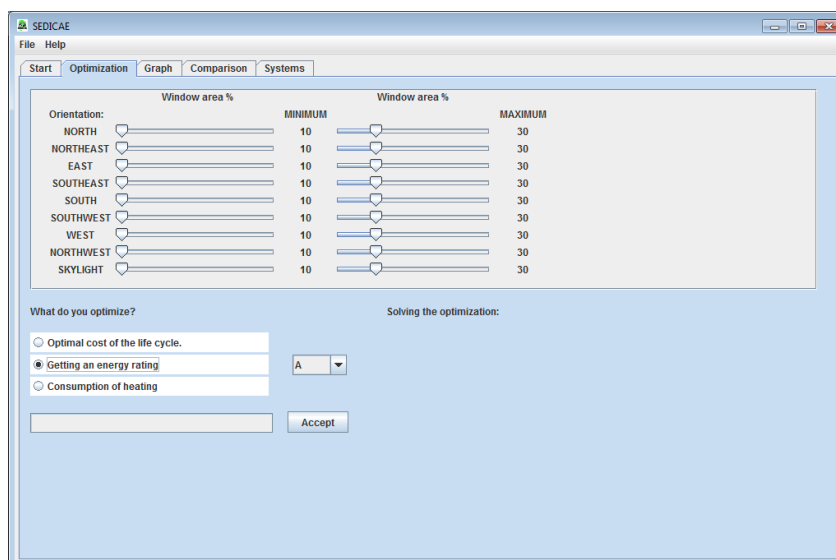 SEDICAE
File Help
Start Optimization Graph Comparison Systems
Window area % Window area %
Orientation: MINIMUM MAXIMUM
NORTH 10 30
NORTHEAST 10 30
EAST 10 30
SOUTHEAST 10 30
SOUTH 10 30
SOUTHWEST 10 30
WEST 10 30
NORTHWEST 10 30
SKYLIGHT 10 30
What do you optimize? Solving the optimization:
Optimal cost of the life cycle.
Getting an energy rating A
Consumption of heating
Accept